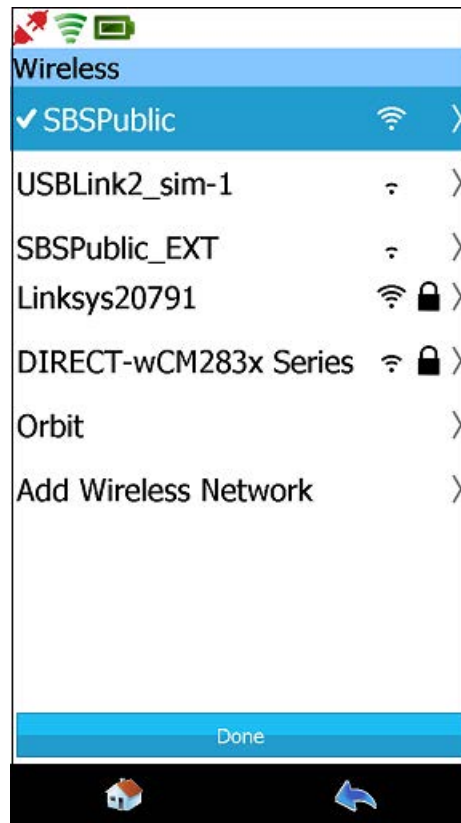 Wireless
SBSPublic
USBLink2_sim-1
SBSPublic_EXT
Linksys20791
DIRECT-wCM283x Series
Orbit
Add Wireless Network
Done